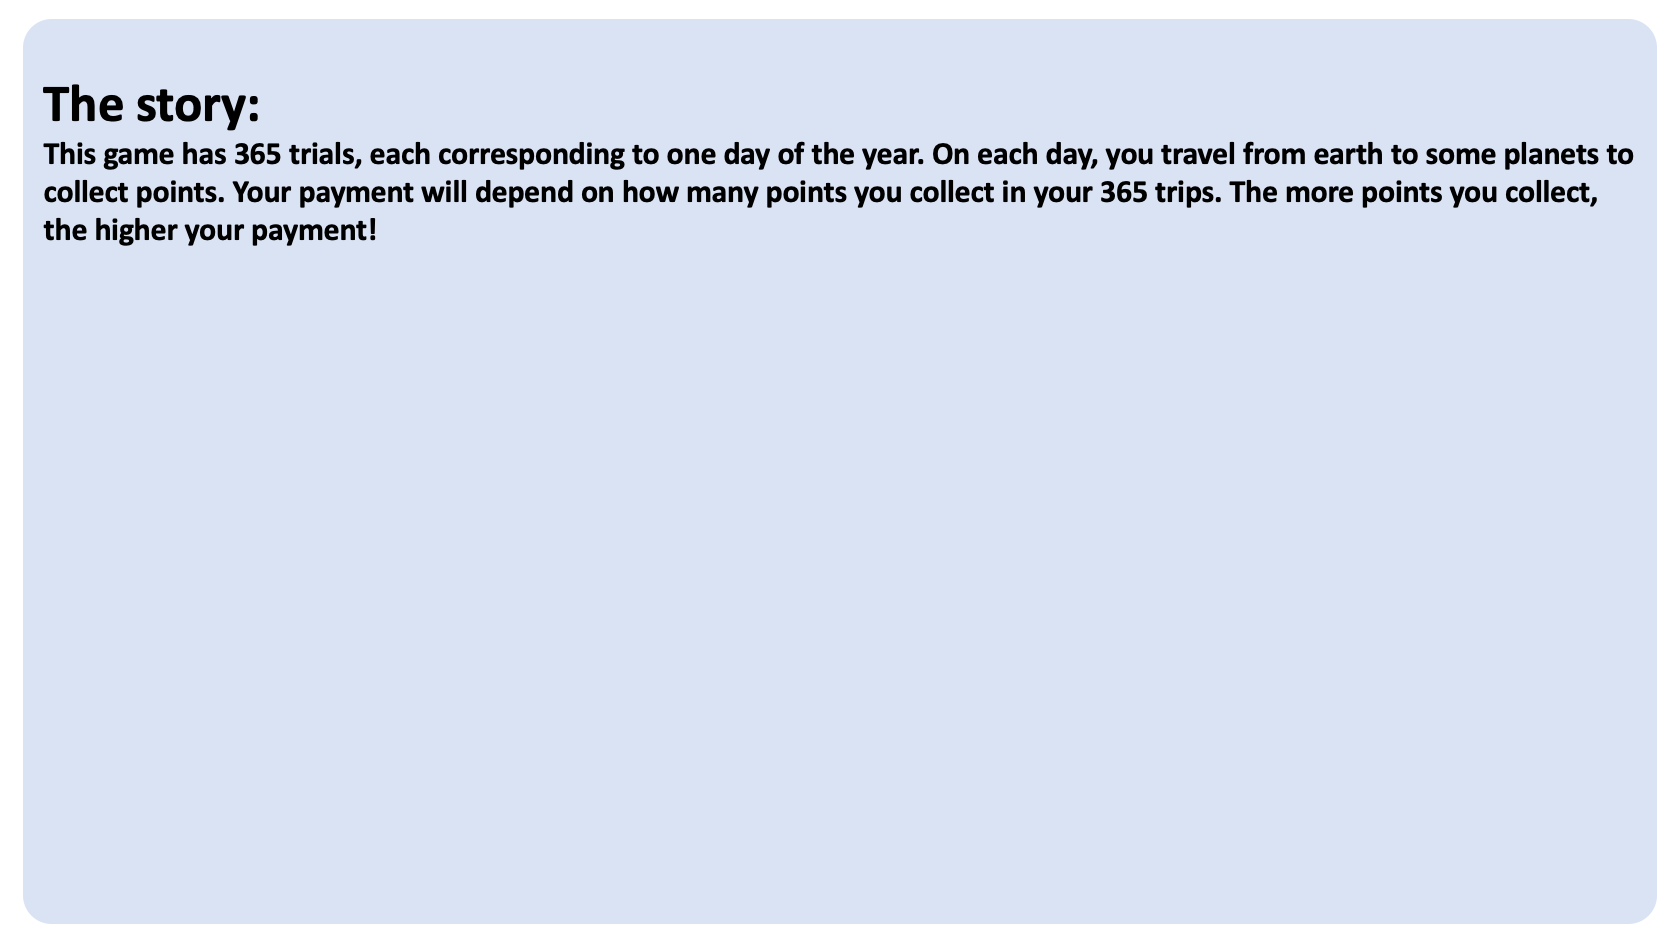 The story:
This game has 365 trials, each corresponding to one day of the year. On each day, you travel from earth to some planets to
collect points. Your payment will depend on how many points you collect in your 365 trips. The more points you collect,
the higher your payment!